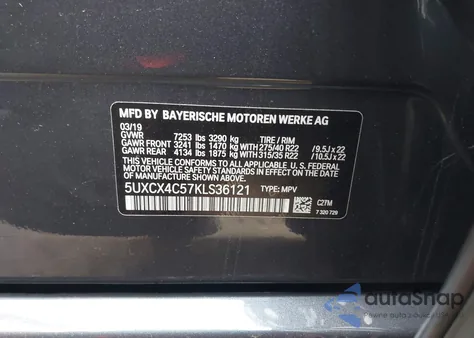 MFD BY BAYERISCHE MOTOREN WERKE AG
03/19
GVWR 7253 lbs 3290 kg TIRE / RIM
GAWR FRONT 3241 lbs 1470 kg WITH 275/40 R22 /9.5J x 22
GAWR REAR 4134 lbs 1875 kg WITH 315/35 R22 /10.5J x 22
THIS VEHICLE CONFORMS TO ALL APPLICABLE U. S. FEDERAL
MOTOR VEHICLE SAFETY STANDARDS IN EFFECT ON THE
DATE OF MANUFACTURE SHOWN ABOVE.
5UXCX4C57KLS36121 TYPE: MPV
C2TM
7 320 729
autoSnap